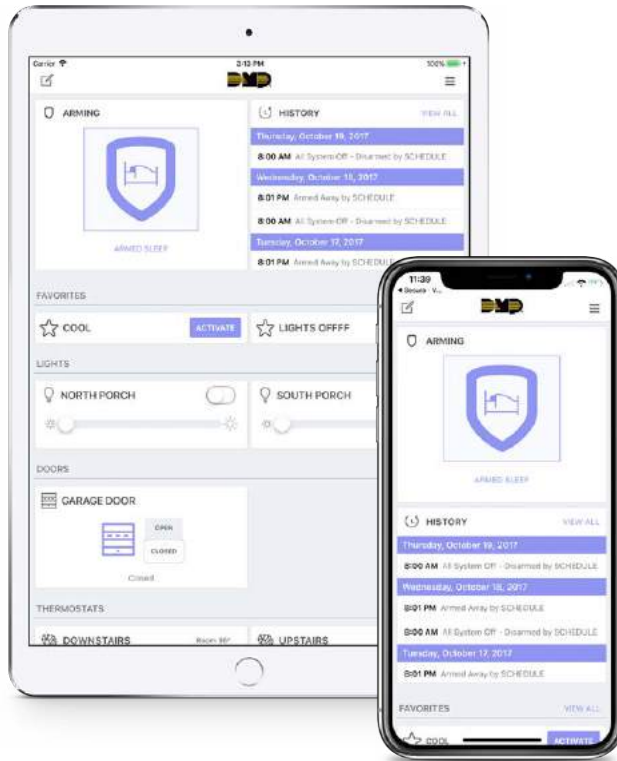 Carrier 3:13 PM 100%
DMP
ARMING
ARMED SLEEP
HISTORY VIEW ALL
Thursday, October 19, 2017
8:00 AM All System Off - Disarmed by SCHEDULE
Wednesday, October 18, 2017
8:01 PM Armed Away by SCHEDULE
8:00 AM All System Off - Disarmed by SCHEDULE
Tuesday, October 17, 2017
8:01 PM Armed Away by SCHEDULE
FAVORITES
COOL ACTIVATE LIGHTS OFFFF
LIGHTS
NORTH PORCH SOUTH PORCH
DOORS
GARAGE DOOR
OPEN
CLOSED
Closed
THERMOSTATS
DOWNSTAIRS Room UPSTAIRS
11:39
Secure - V...
DMP
ARMING
ARMED SLEEP
HISTORY VIEW ALL
Thursday, October 19, 2017
8:00 AM All System Off - Disarmed by SCHEDULE
Wednesday, October 18, 2017
8:01 PM Armed Away by SCHEDULE
8:00 AM All System Off - Disarmed by SCHEDULE
Tuesday, October 17, 2017
8:01 PM Armed Away by SCHEDULE
FAVORITES VIEW ALL
COOL ACTIVATE